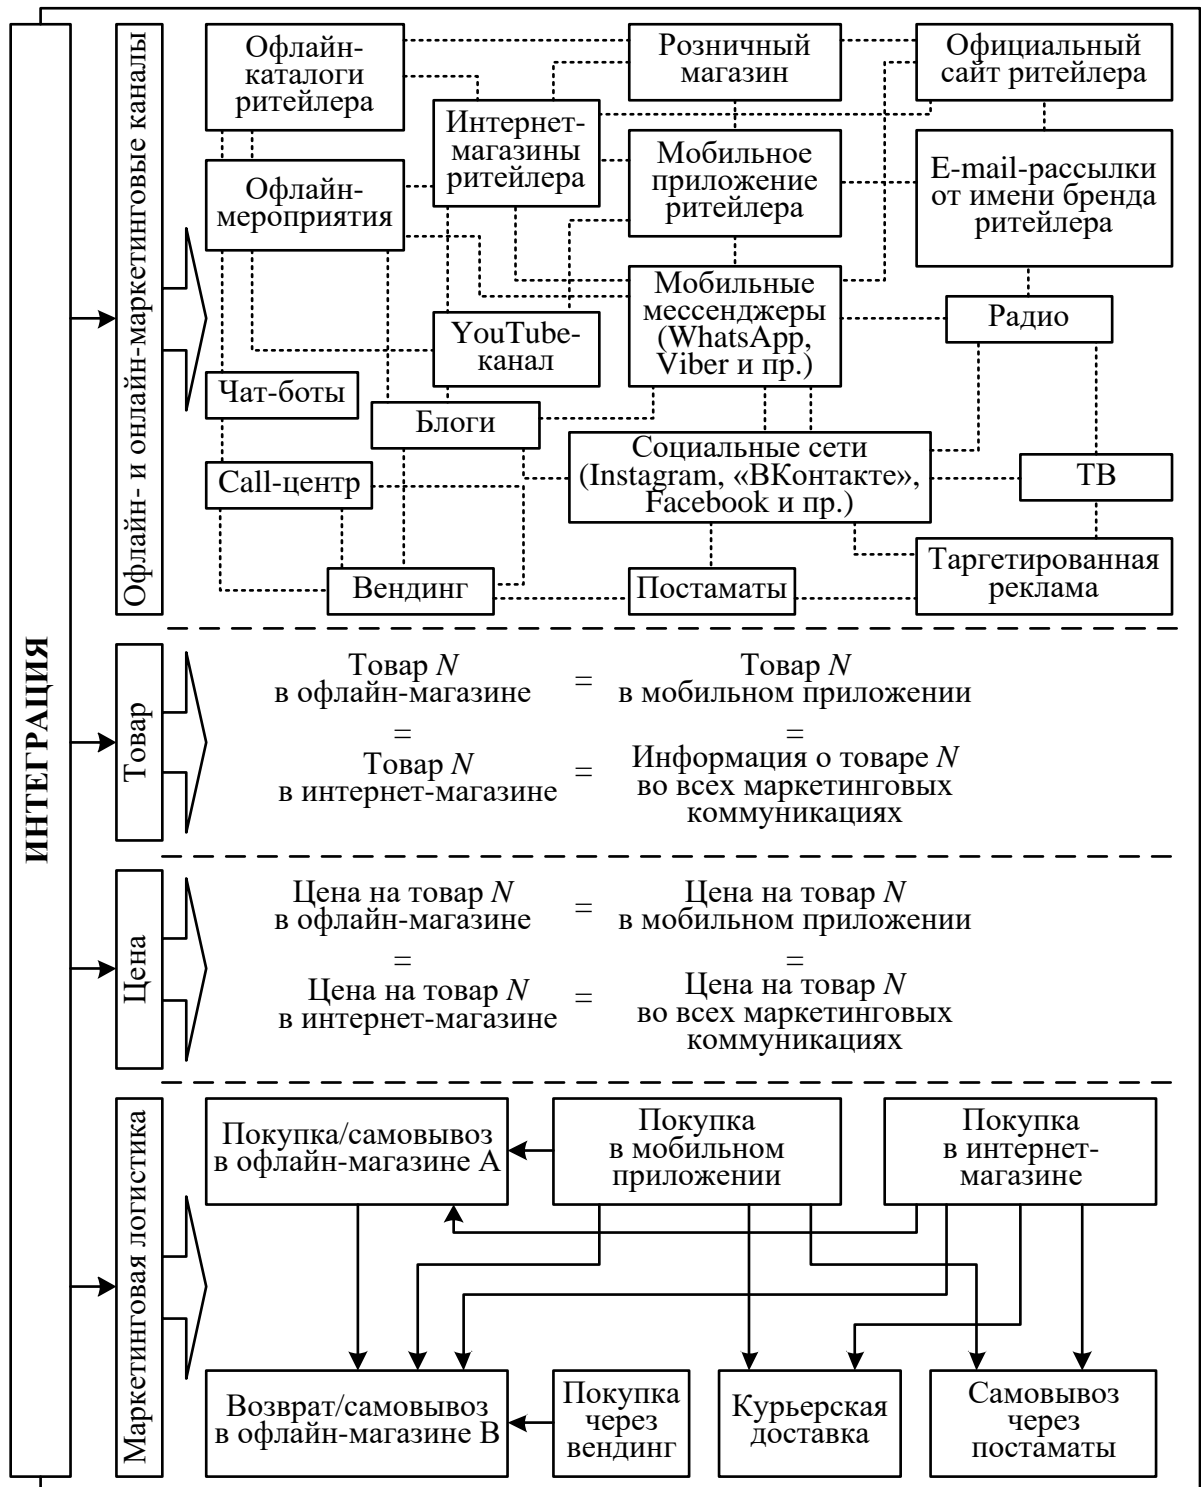 ИНТЕГРАЦИЯ
Офлайн- и онлайн-маркетинговые каналы
Офлайн-
каталоги
ритейлера
Розничный
магазин
Официальный
сайт ритейлера
Интернет-
магазины
ритейлера
Мобильное
приложение
ритейлера
E-mail-рассылки
от имени бренда
ритейлера
Офлайн-
мероприятия
Мобильные
мессенджеры
(WhatsApp,
Viber и пр.)
Радио
YouTube-
канал
Чат-боты
Блоги
Социальные сети
(Instagram, «ВКонтакте»,
Facebook и пр.)
ТВ
Call-центр
Вендинг
Постаматы
Таргетированная
реклама
Товар
Товар N
в офлайн-магазине
=
Товар N
в мобильном приложении
=
=
Товар N
в интернет-магазине
=
Информация о товаре N
во всех маркетинговых
коммуникациях
Цена
Цена на товар N
в офлайн-магазине
=
Цена на товар N
в мобильном приложении
=
=
Цена на товар N
в интернет-магазине
=
Цена на товар N
во всех маркетинговых
коммуникациях
Маркетинговая логистика
Покупка/самовывоз
в офлайн-магазине А
Покупка
в мобильном
приложении
Покупка
в интернет-
магазине
Возврат/самовывоз
в офлайн-магазине В
Покупка
через
вендинг
Курьерская
доставка
Самовывоз
через
постаматы